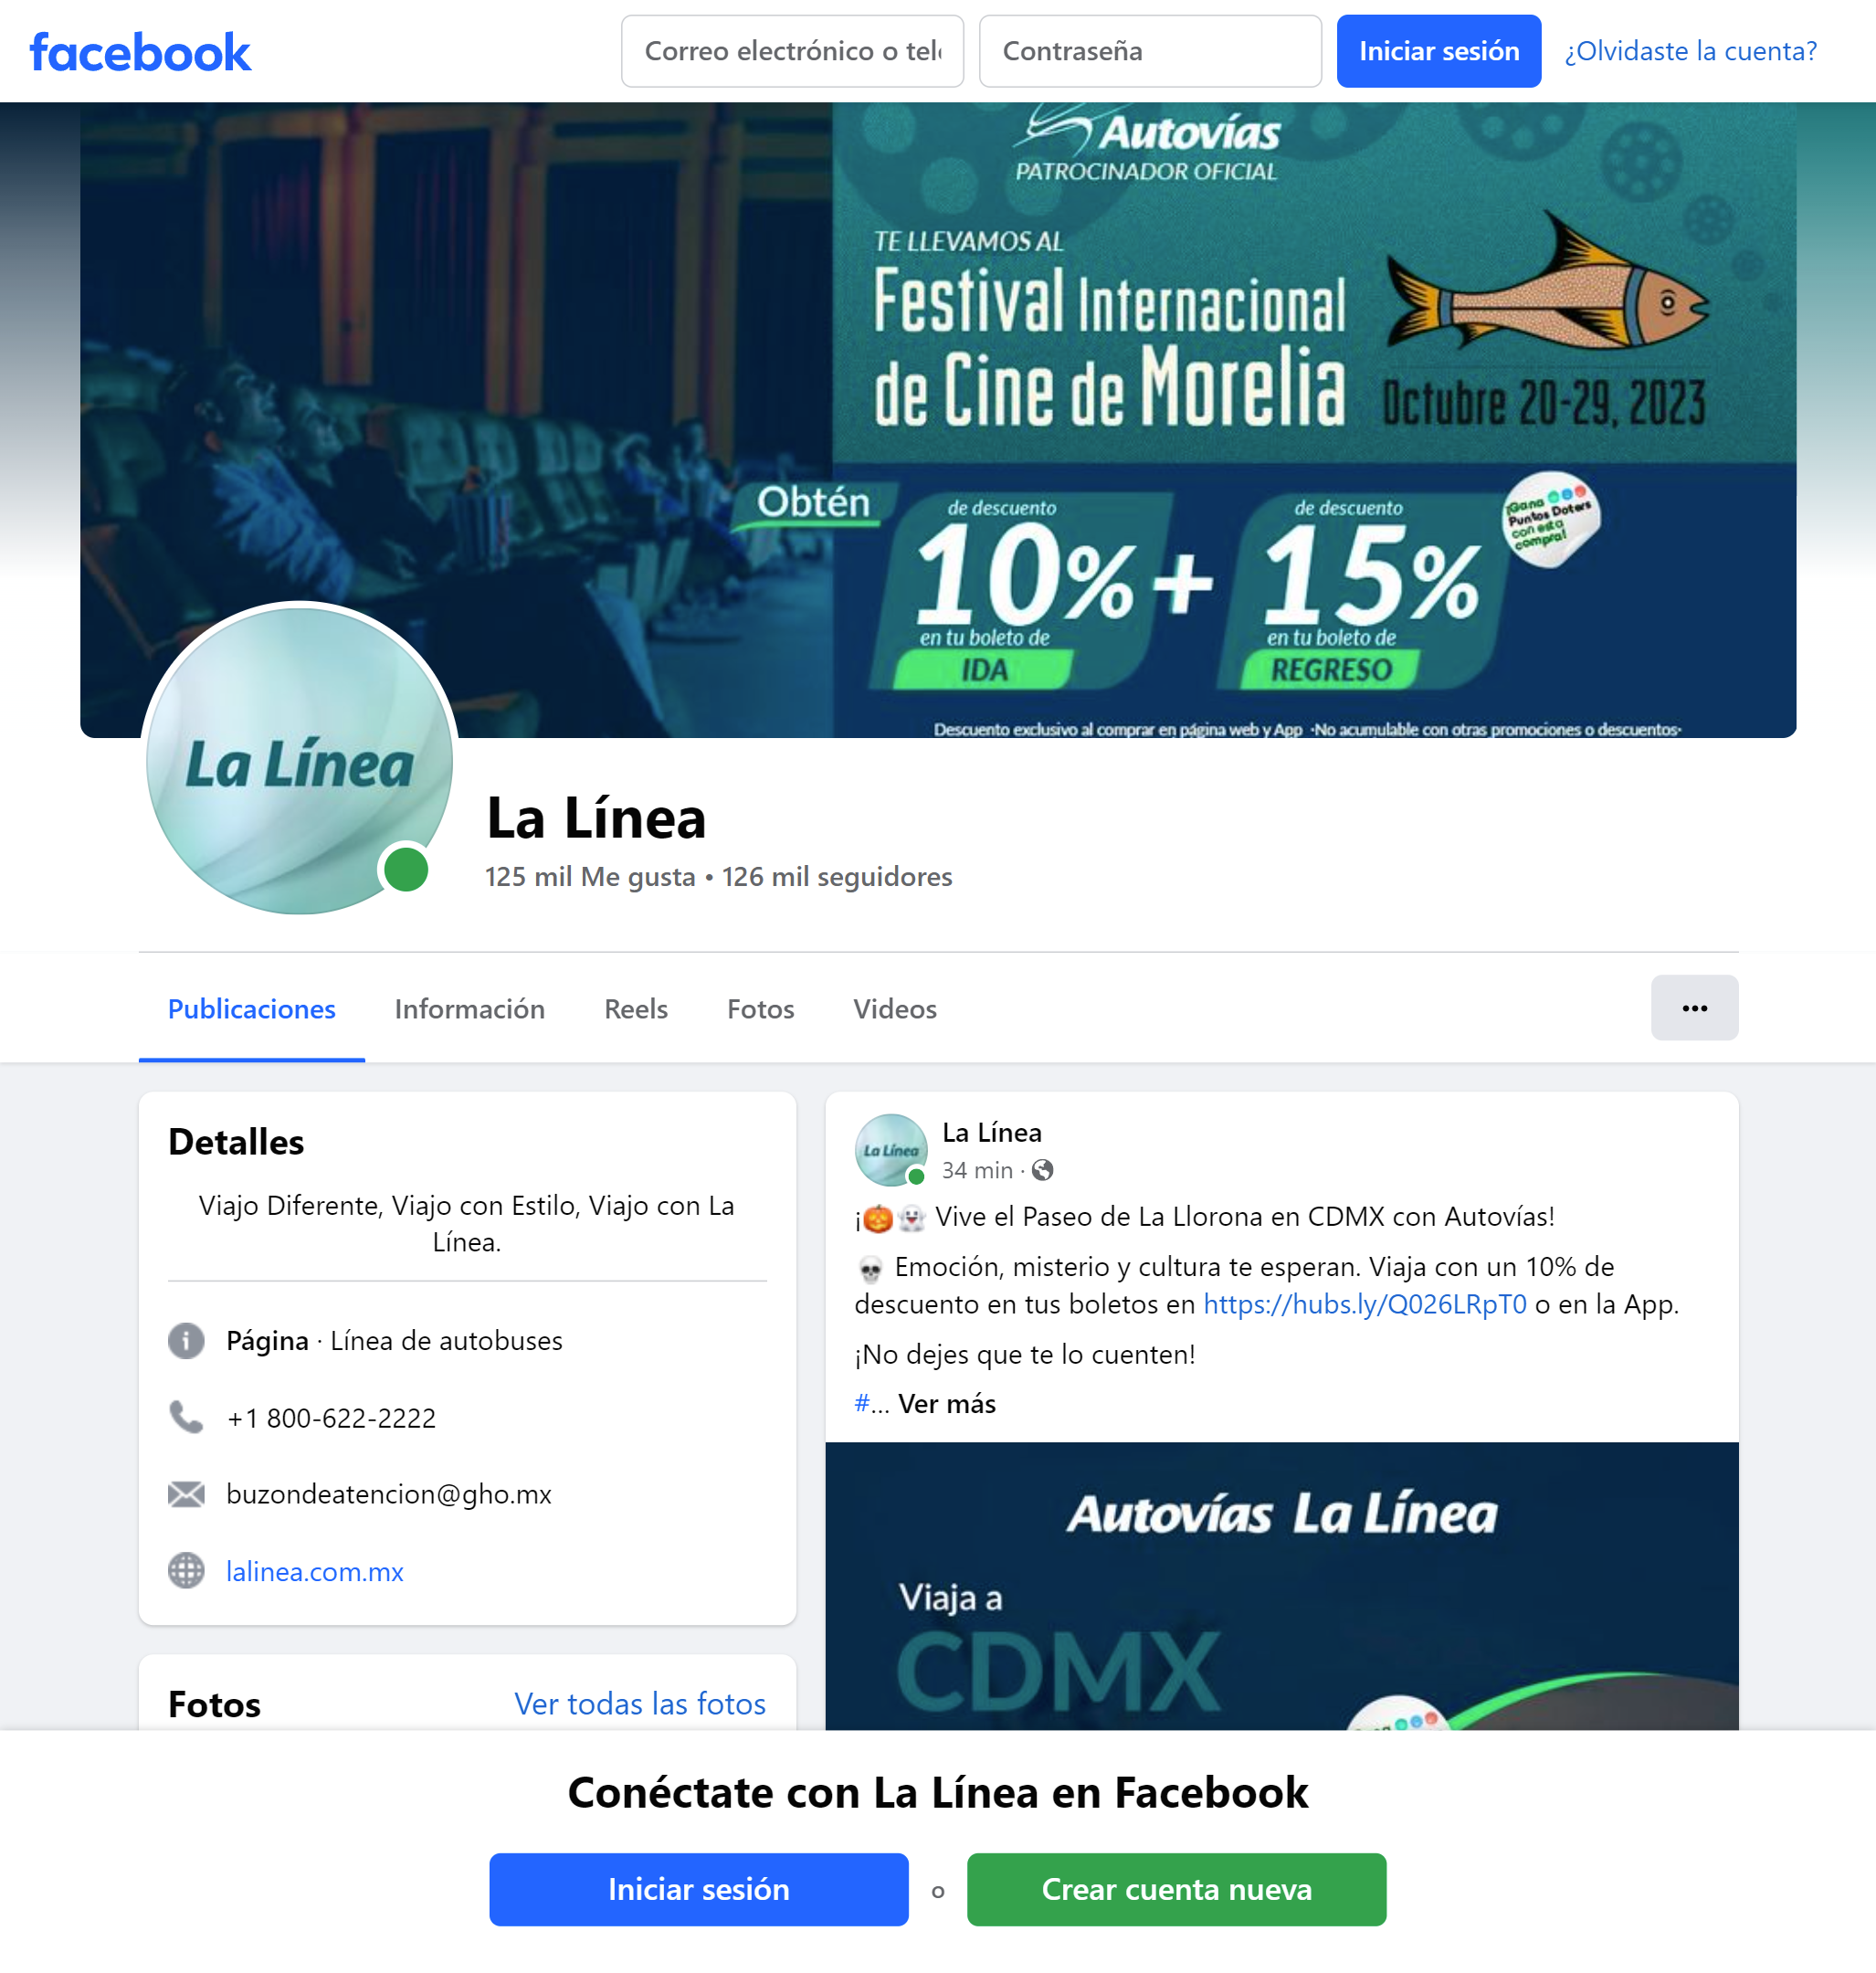 facebook
Correo electrónico o tel
Contraseña
Iniciar sesión
¿Olvidaste la cuenta?
Autovías
PATROCINADOR OFICIAL
TE LLEVAMOS AL
Festival Internacional
de Cine de Morelia
Octubre 20-29, 2023
Obtén
de descuento
10% +
en tu boleto de
IDA
de descuento
15%
en tu boleto de
REGRESO
¡Gana
Puntos Doters
con esta
compra!
Descuento exclusivo al comprar en página web y App ·No acumulable con otras promociones o descuentos·
La Línea
La Línea
125 mil Me gusta • 126 mil seguidores
Publicaciones
Información
Reels
Fotos
Videos
Detalles
Viajo Diferente, Viajo con Estilo, Viajo con La
Línea.
Página · Línea de autobuses
+1 800-622-2222
buzondeatencion@gho.mx
lalinea.com.mx
Fotos
Ver todas las fotos
La Línea
La Línea
34 min ·
¡🎃👻 Vive el Paseo de La Llorona en CDMX con Autovías!
💀 Emoción, misterio y cultura te esperan. Viaja con un 10% de
descuento en tus boletos en https://hubs.ly/Q026LRpT0 o en la App.
¡No dejes que te lo cuenten!
#... Ver más
Autovías La Línea
Viaja a
CDMX
Conéctate con La Línea en Facebook
Iniciar sesión
o
Crear cuenta nueva